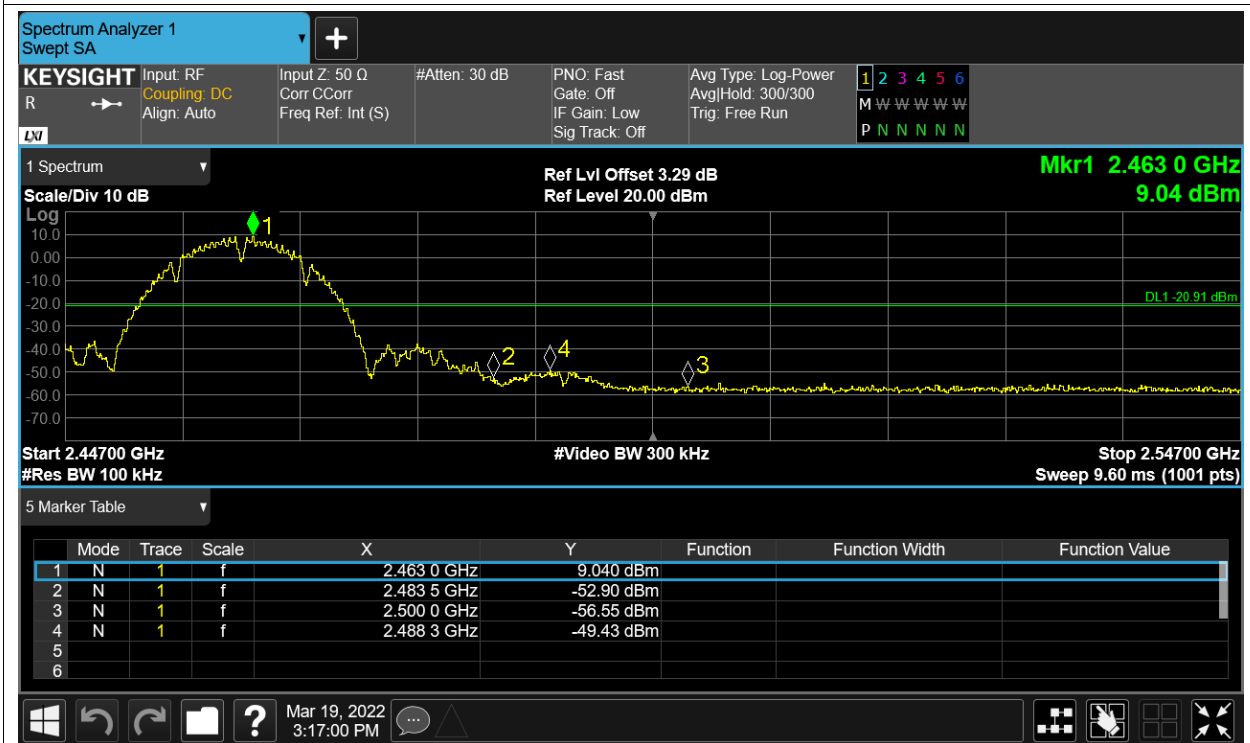 Spectrum Analyzer 1
Swept SA
▼
+
KEYSIGHT Input: RF Input Z: 50 Ω #Atten: 30 dB PNO: Fast Avg Type: Log-Power 1 2 3 4 5 6
R Coupling: DC Corr CCorr Gate: Off Avg|Hold: 300/300 M W W W W W
Align: Auto Freq Ref: Int (S) IF Gain: Low Trig: Free Run
LXI Sig Track: Off P N N N N N
1 Spectrum ▼ Ref Lvl Offset 3.29 dB Mkr1 2.463 0 GHz
Scale/Div 10 dB Ref Level 20.00 dBm 9.04 dBm
Log
1
10.0
0.00
-10.0
-20.0 DL1 -20.91 dBm
-30.0
-40.0 2 4
-50.0 3
-60.0
-70.0
Start 2.44700 GHz #Video BW 300 kHz Stop 2.54700 GHz
#Res BW 100 kHz Sweep 9.60 ms (1001 pts)
5 Marker Table ▼
Mode Trace Scale X Y Function Function Width Function Value
1 N 1 f 2.463 0 GHz 9.040 dBm
2 N 1 f 2.483 5 GHz -52.90 dBm
3 N 1 f 2.500 0 GHz -56.55 dBm
4 N 1 f 2.488 3 GHz -49.43 dBm
5
6
? Mar 19, 2022
3:17:00 PM